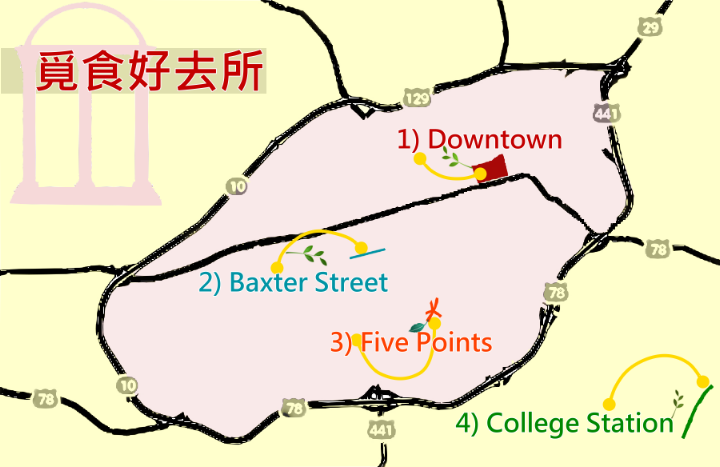 29
覓食好去所
129
441
1) Downtown
10
78
2) Baxter Street
78
3) Five Points
10
78
78
4) College Station
441